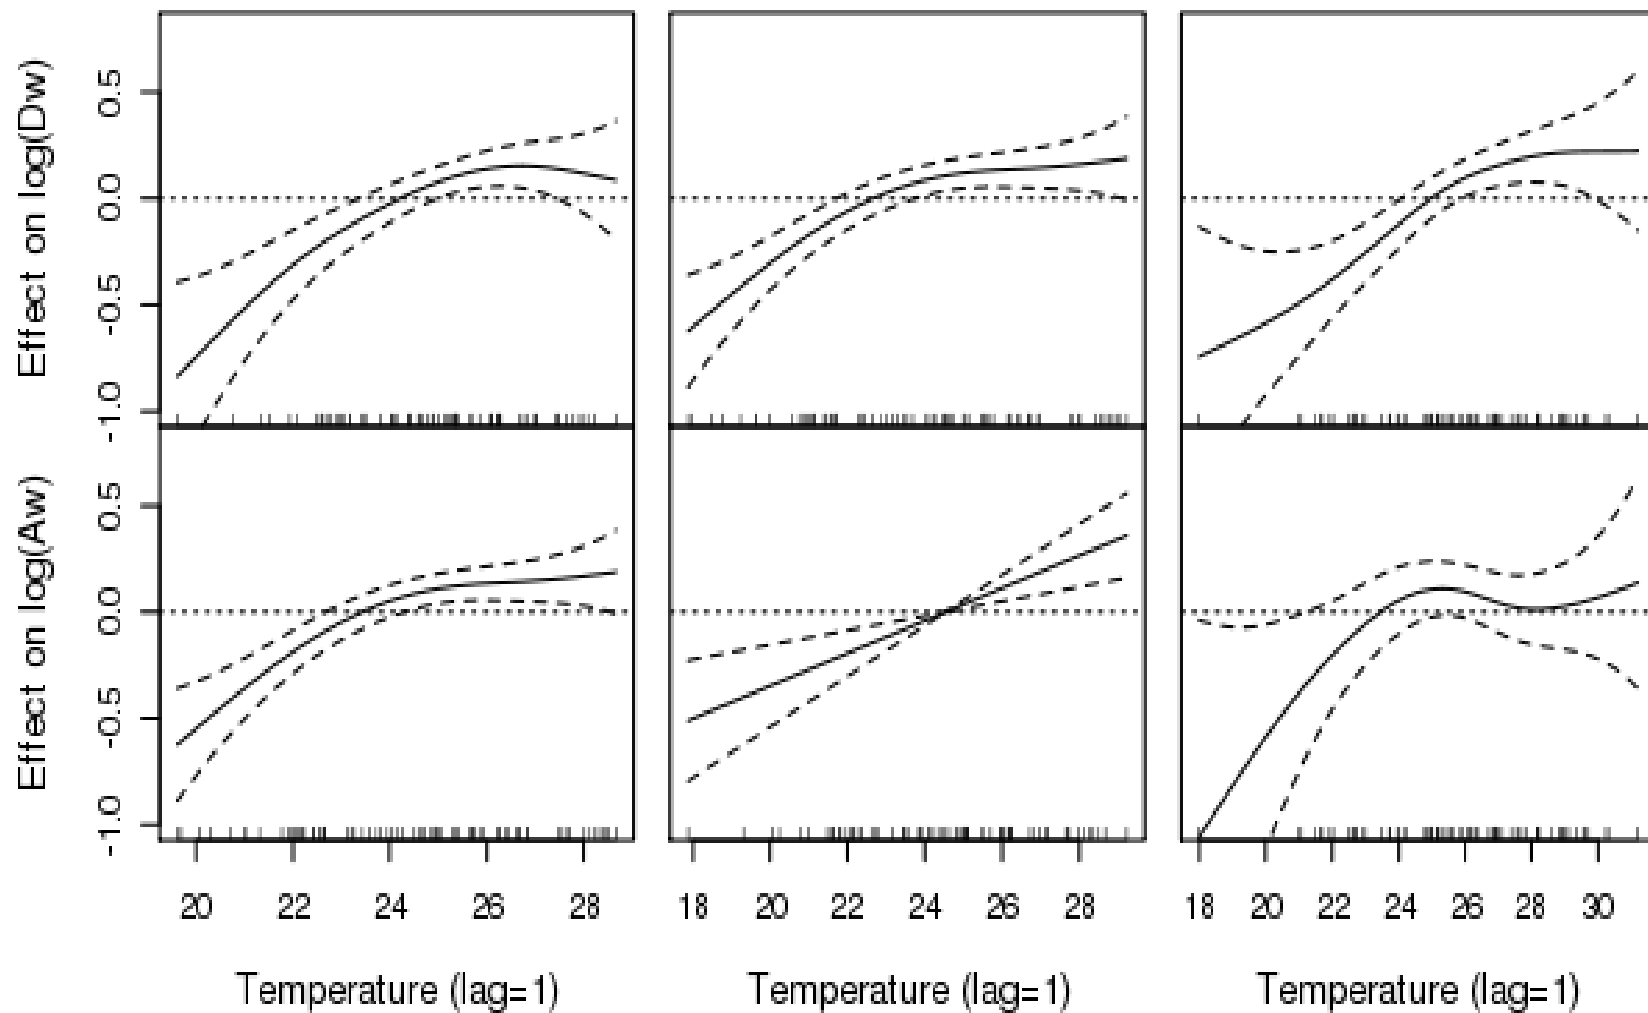 Effect on log(Dw)
0.5
0.0
-0.5
-1.0
Effect on log(Aw)
0.5
0.0
-0.5
-1.0
20 22 24 26 28
18 20 22 24 26 28
18 20 22 24 26 28 30
Temperature (lag=1)
Temperature (lag=1)
Temperature (lag=1)